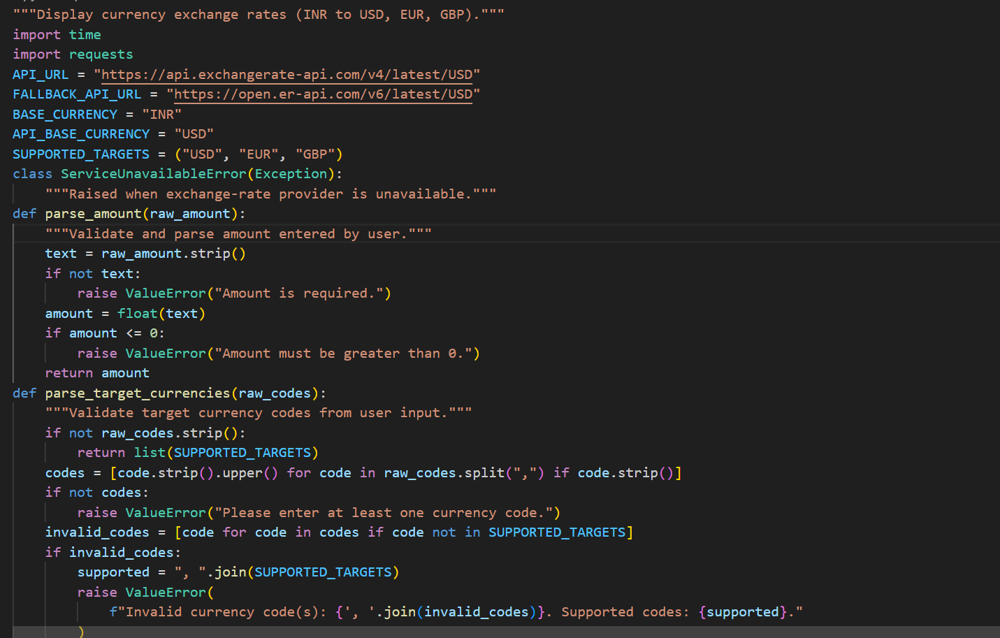 """Display currency exchange rates (INR to USD, EUR, GBP)."""
import time
import requests
API_URL = "https://api.exchangerate-api.com/v4/latest/USD"
FALLBACK_API_URL = "https://open.er-api.com/v6/latest/USD"
BASE_CURRENCY = "INR"
API_BASE_CURRENCY = "USD"
SUPPORTED_TARGETS = ("USD", "EUR", "GBP")
class ServiceUnavailableError(Exception):
    """Raised when exchange-rate provider is unavailable."""
def parse_amount(raw_amount):
    """Validate and parse amount entered by user."""
    text = raw_amount.strip()
    if not text:
        raise ValueError("Amount is required.")
    amount = float(text)
    if amount <= 0:
        raise ValueError("Amount must be greater than 0.")
    return amount
def parse_target_currencies(raw_codes):
    """Validate target currency codes from user input."""
    if not raw_codes.strip():
        return list(SUPPORTED_TARGETS)
    codes = [code.strip().upper() for code in raw_codes.split(",") if code.strip()]
    if not codes:
        raise ValueError("Please enter at least one currency code.")
    invalid_codes = [code for code in codes if code not in SUPPORTED_TARGETS]
    if invalid_codes:
        supported = ", ".join(SUPPORTED_TARGETS)
        raise ValueError(
            f"Invalid currency code(s): {', '.join(invalid_codes)}. Supported codes: {supported}."
        )